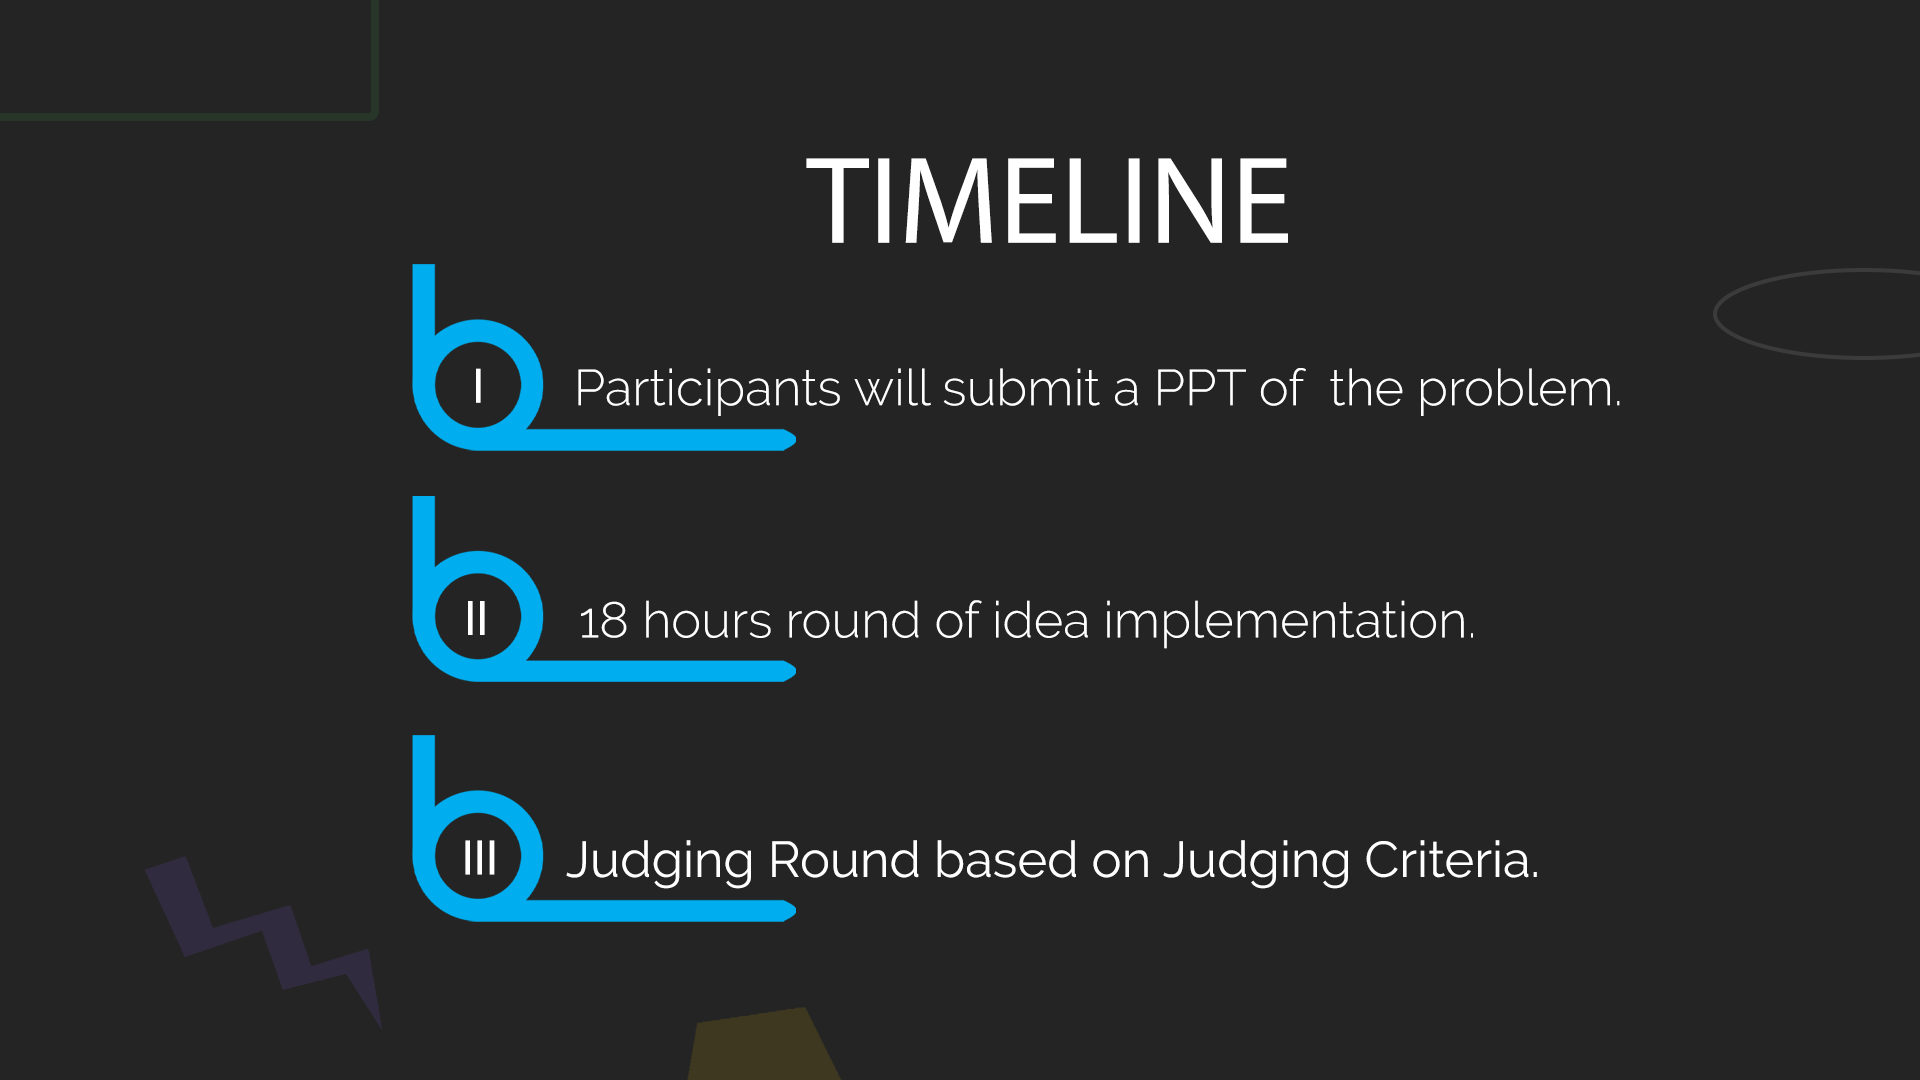 TIMELINE
I Participants will submit a PPT of the problem.
II 18 hours round of idea implementation.
III Judging Round based on Judging Criteria.